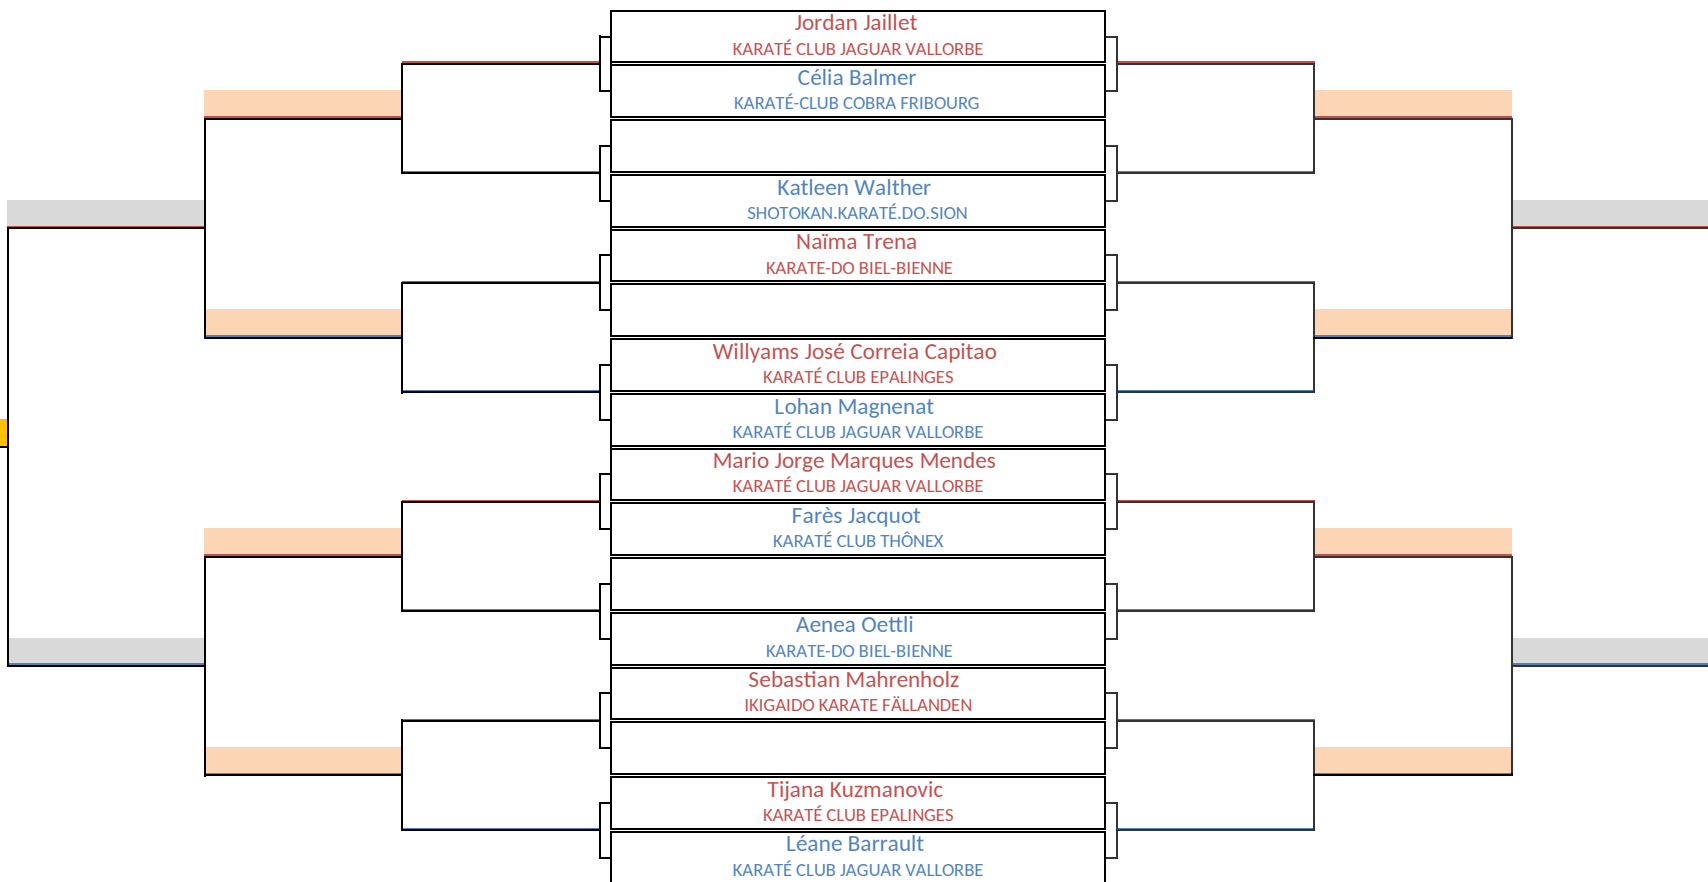 Jordan Jaillet
KARATÉ CLUB JAGUAR VALLORBE
Célia Balmer
KARATÉ-CLUB COBRA FRIBOURG
Katleen Walther
SHOTOKAN.KARATÉ.DO.SION
Naïma Trena
KARATE-DO BIEL-BIENNE
Willyams José Correia Capitao
KARATÉ CLUB EPALINGES
Lohan Magnenat
KARATÉ CLUB JAGUAR VALLORBE
Mario Jorge Marques Mendes
KARATÉ CLUB JAGUAR VALLORBE
Farès Jacquot
KARATÉ CLUB THÔNEX
Aenea Oettli
KARATE-DO BIEL-BIENNE
Sebastian Mahrenholz
IKIGAIDO KARATE FÄLLANDEN
Tijana Kuzmanovic
KARATÉ CLUB EPALINGES
Léane Barrault
KARATÉ CLUB JAGUAR VALLORBE